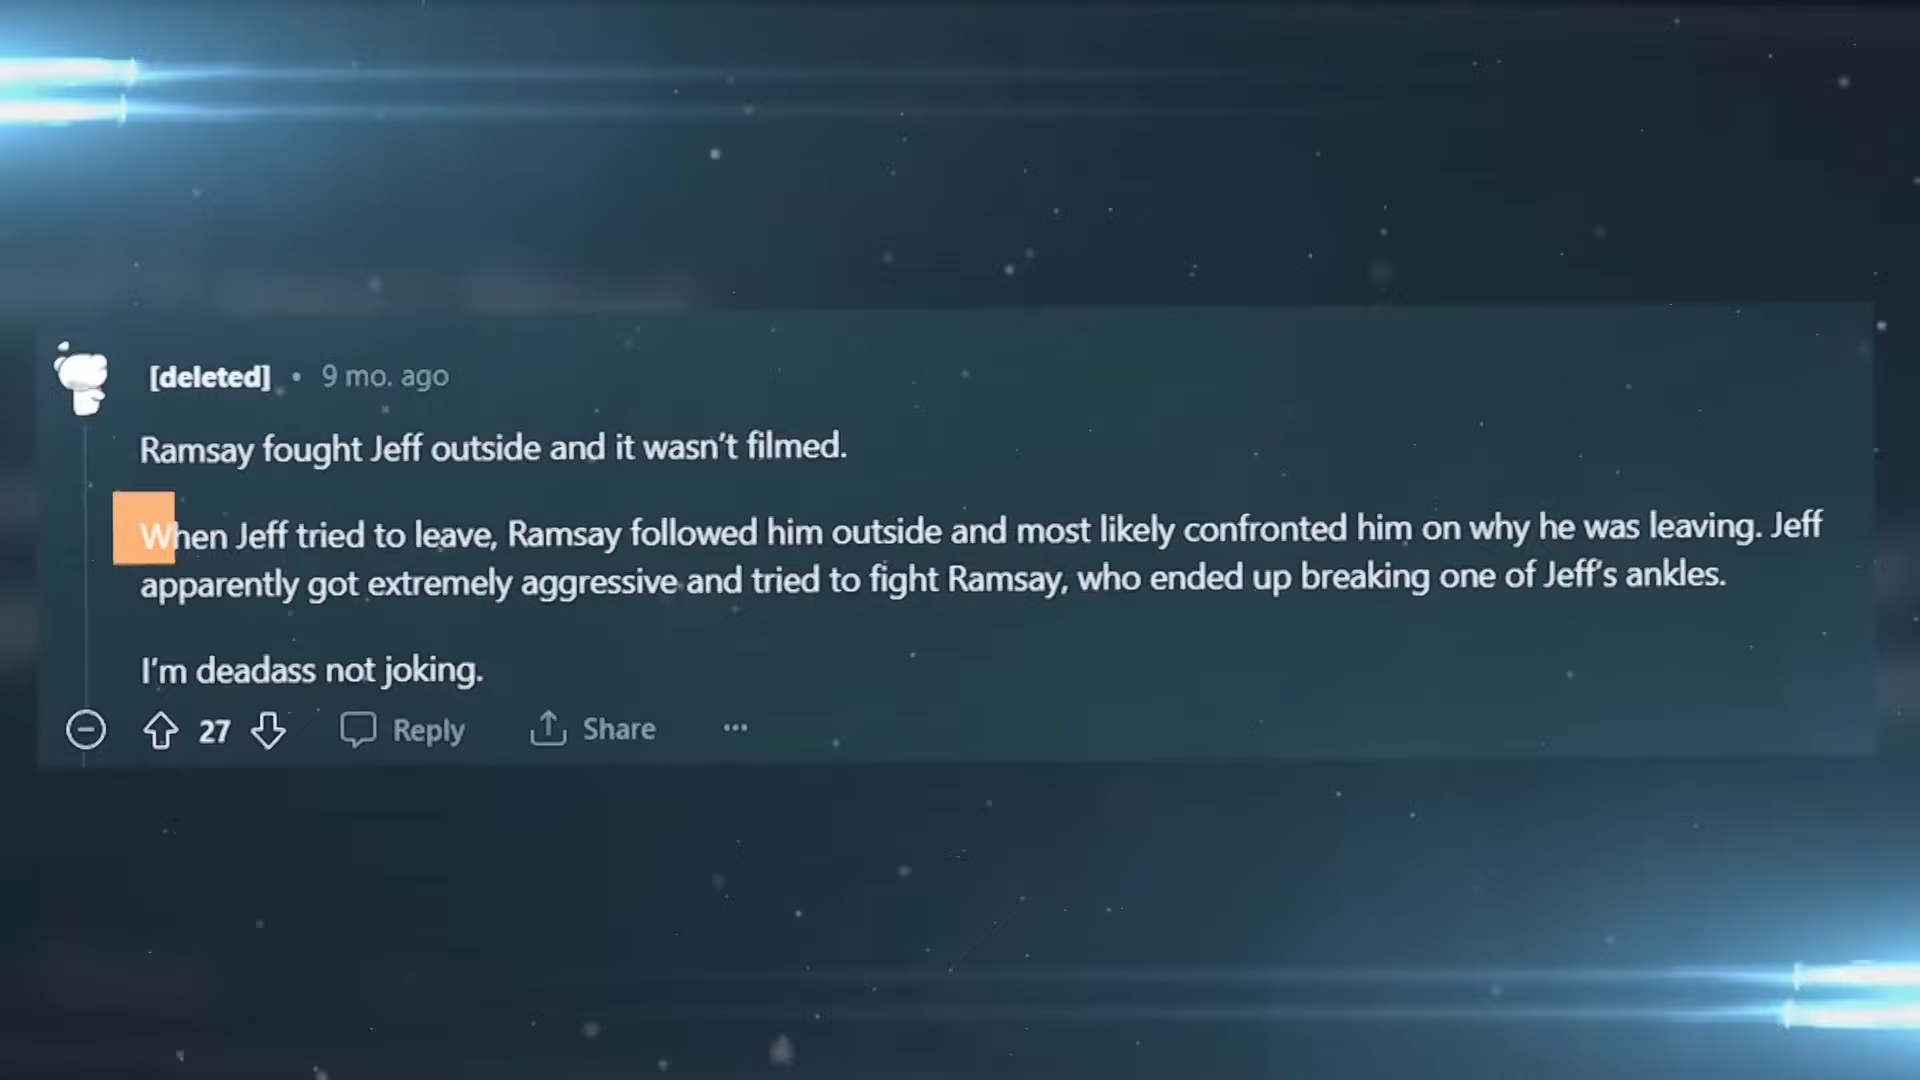 [deleted] • 9 mo. ago
Ramsay fought Jeff outside and it wasn't filmed.
When Jeff tried to leave, Ramsay followed him outside and most likely confronted him on why he was leaving. Jeff
apparently got extremely aggressive and tried to fight Ramsay, who ended up breaking one of Jeff's ankles.
I'm deadass not joking.
27 Reply Share ...